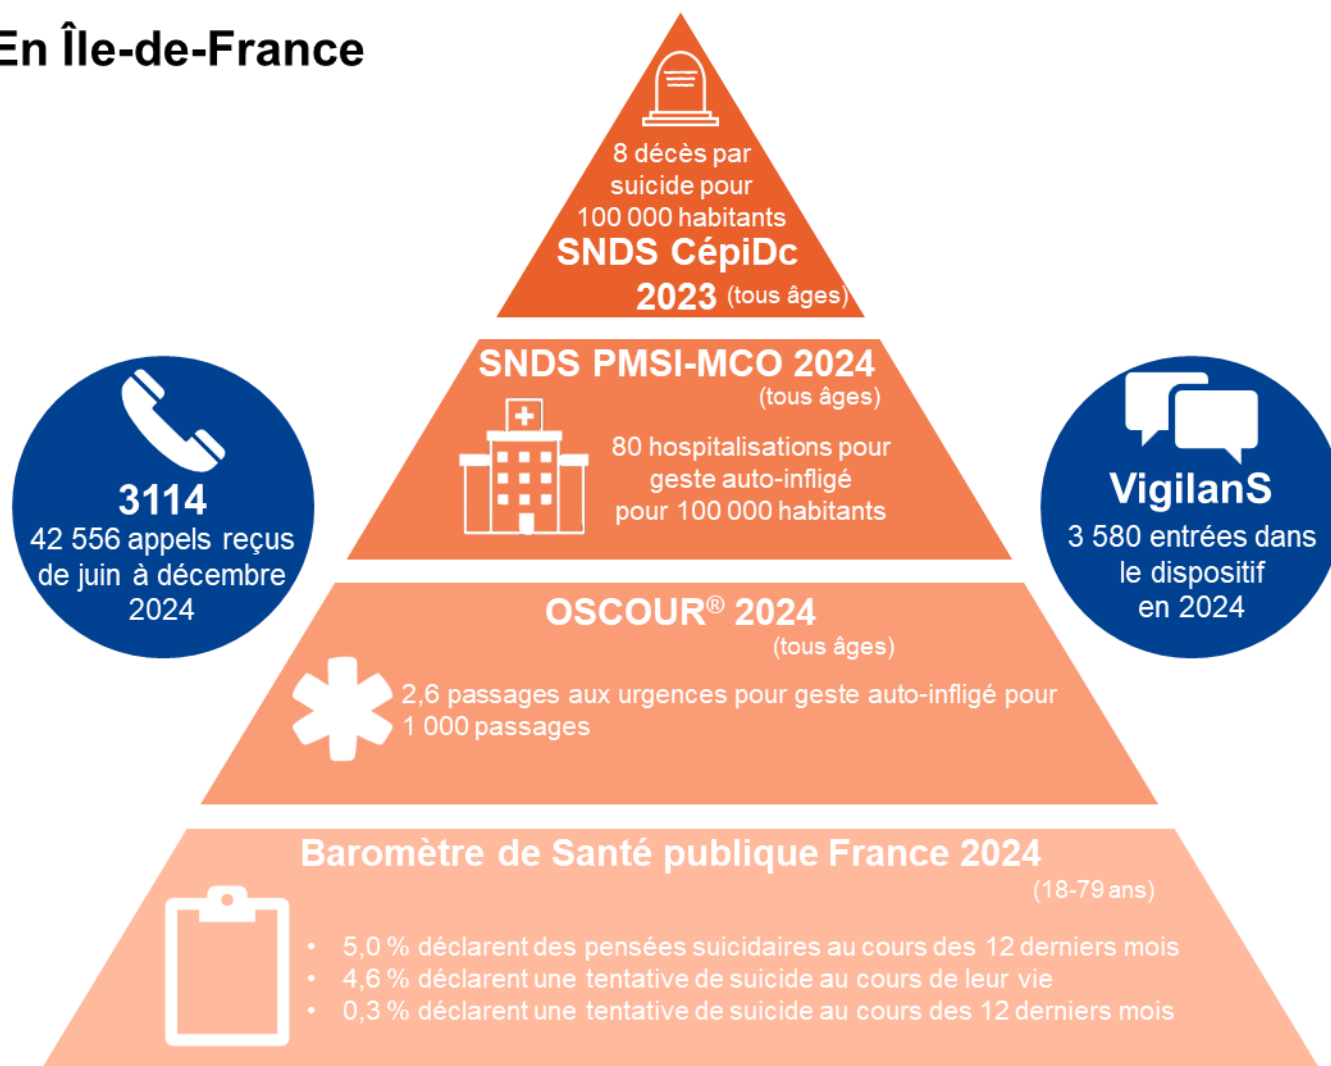 En Île-de-France
8 décès par
suicide pour
100 000 habitants
SNDS CépiDc
2023 (tous âges)
SNDS PMSI-MCO 2024
(tous âges)
80 hospitalisations pour
geste auto-infligé
pour 100 000 habitants
3114
42 556 appels reçus
de juin à décembre
2024
VigilanS
3 580 entrées dans
le dispositif
en 2024
OSCOUR® 2024
(tous âges)
2,6 passages aux urgences pour geste auto-infligé pour
1 000 passages
Baromètre de Santé publique France 2024
(18-79 ans)
• 5,0 % déclarent des pensées suicidaires au cours des 12 derniers mois
• 4,6 % déclarent une tentative de suicide au cours de leur vie
• 0,3 % déclarent une tentative de suicide au cours des 12 derniers mois